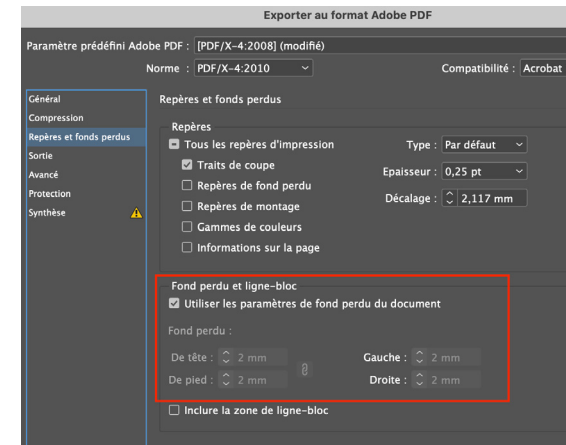 Exporter au format Adobe PDF
Paramètre prédéfini Adobe PDF : [PDF/X-4:2008] (modifié)
Norme : PDF/X-4:2010 Compatibilité : Acrobat
Général
Compression
Repères et fonds perdus
Sortie
Avancé
Protection
Synthèse
Repères et fonds perdus
Repères
Tous les repères d'impression Type : Par défaut
Traits de coupe Epaisseur : 0,25 pt
Repères de fond perdu
Décalage : 2,117 mm
Repères de montage
Gammes de couleurs
Informations sur la page
Fond perdu et ligne-bloc
Utiliser les paramètres de fond perdu du document
Fond perdu :
De tête : 2 mm Gauche : 2 mm
De pied : 2 mm Droite : 2 mm
Inclure la zone de ligne-bloc